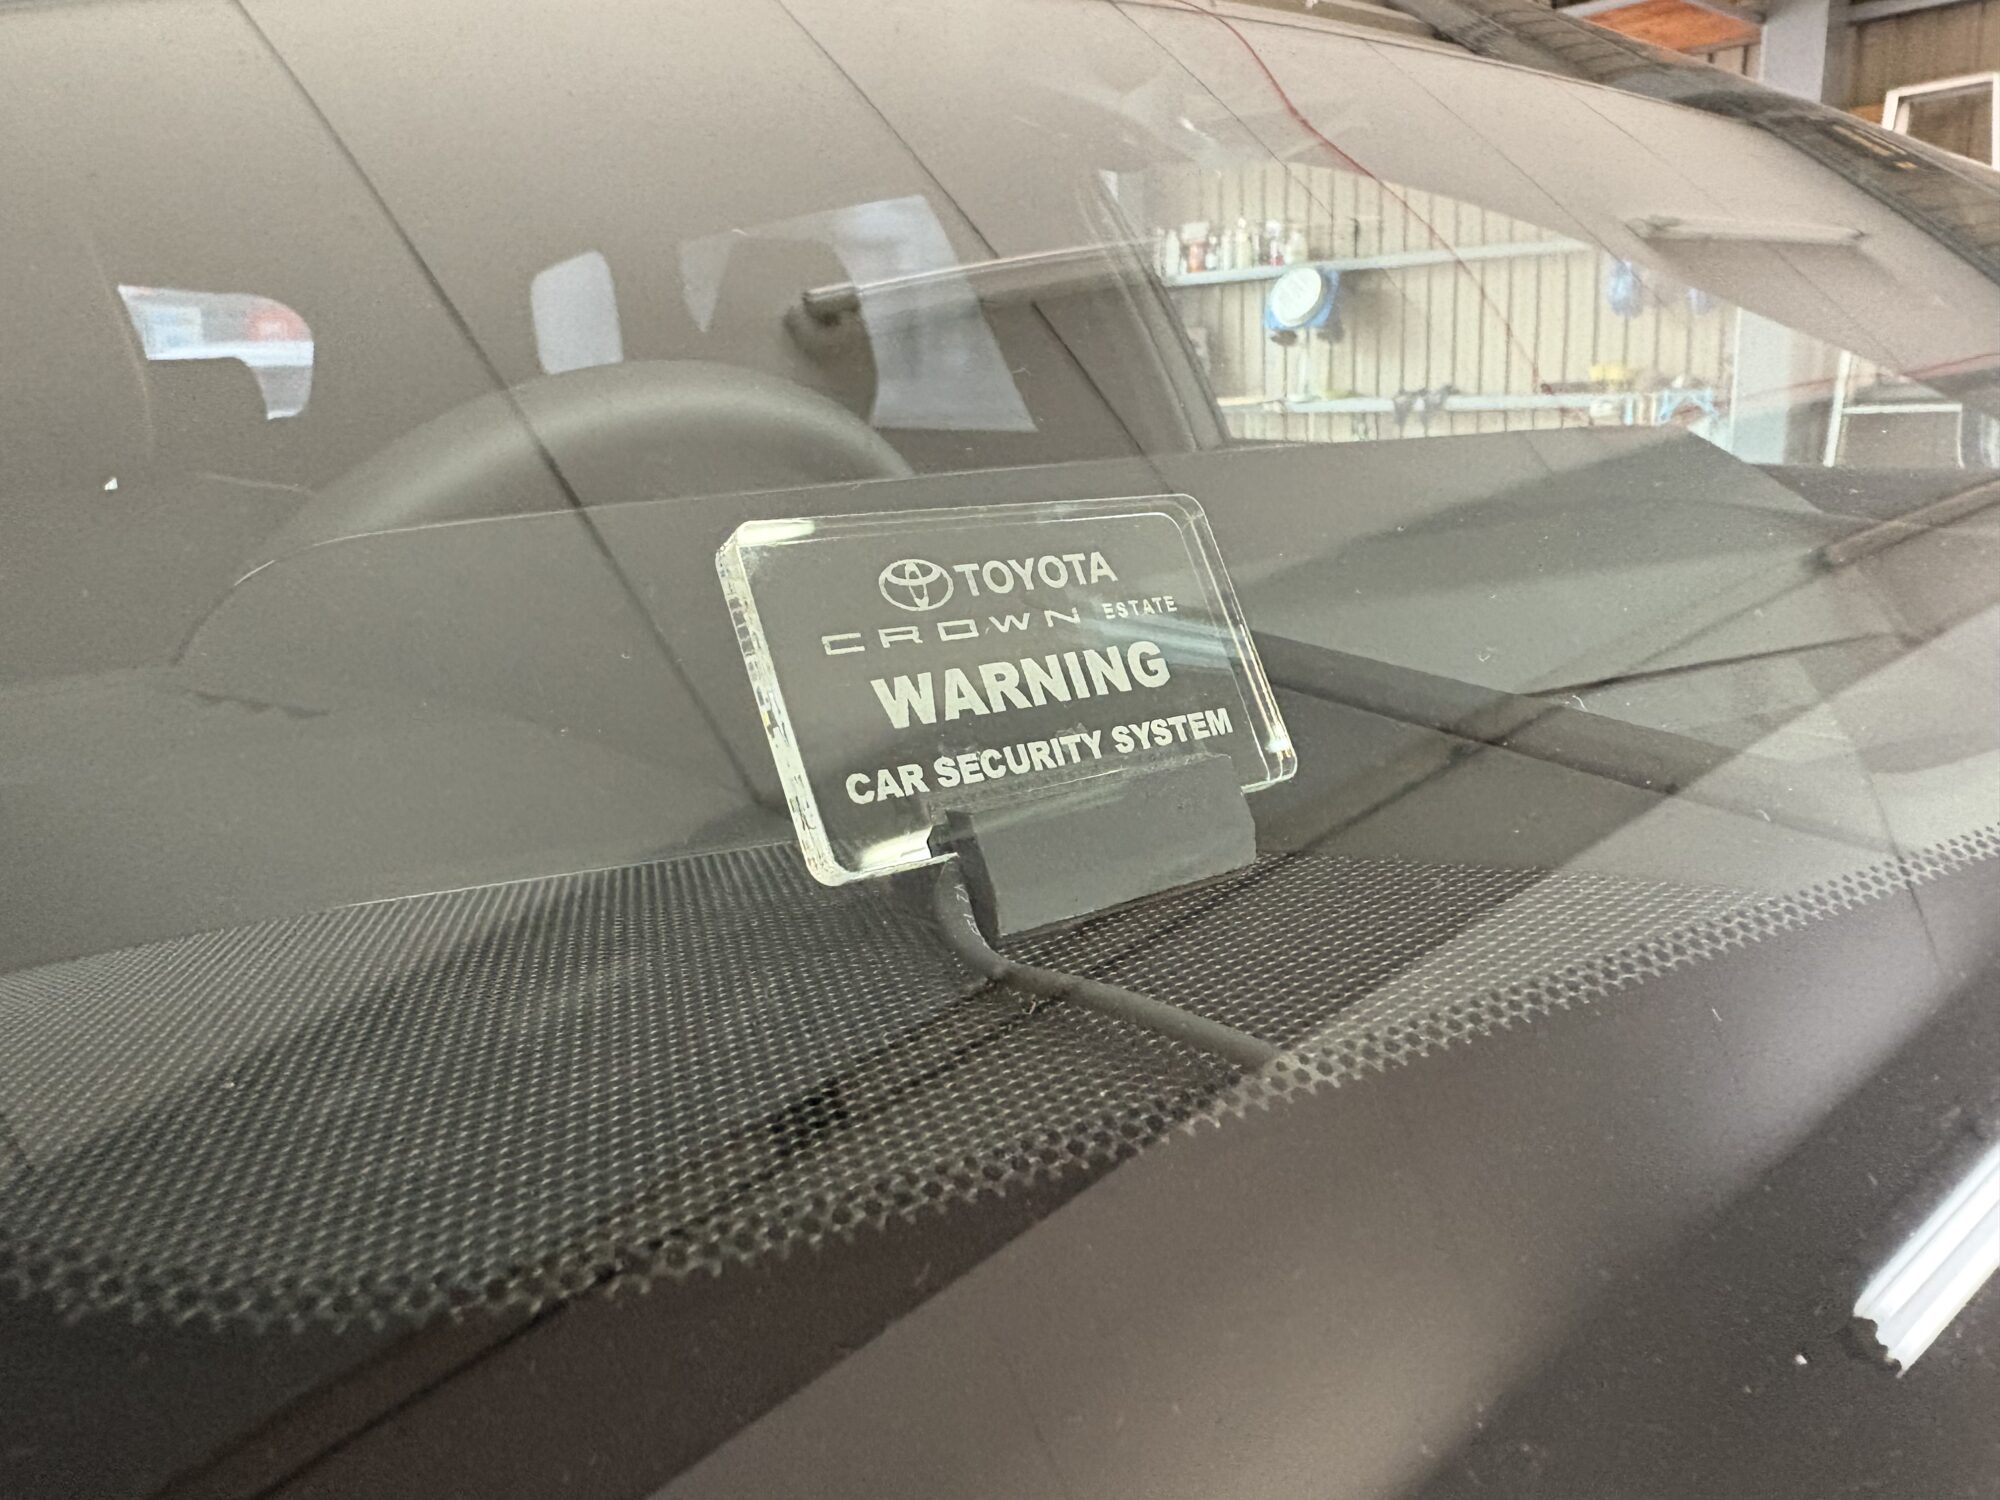 TOYOTA
CROWN ESTATE
WARNING
CAR SECURITY SYSTEM